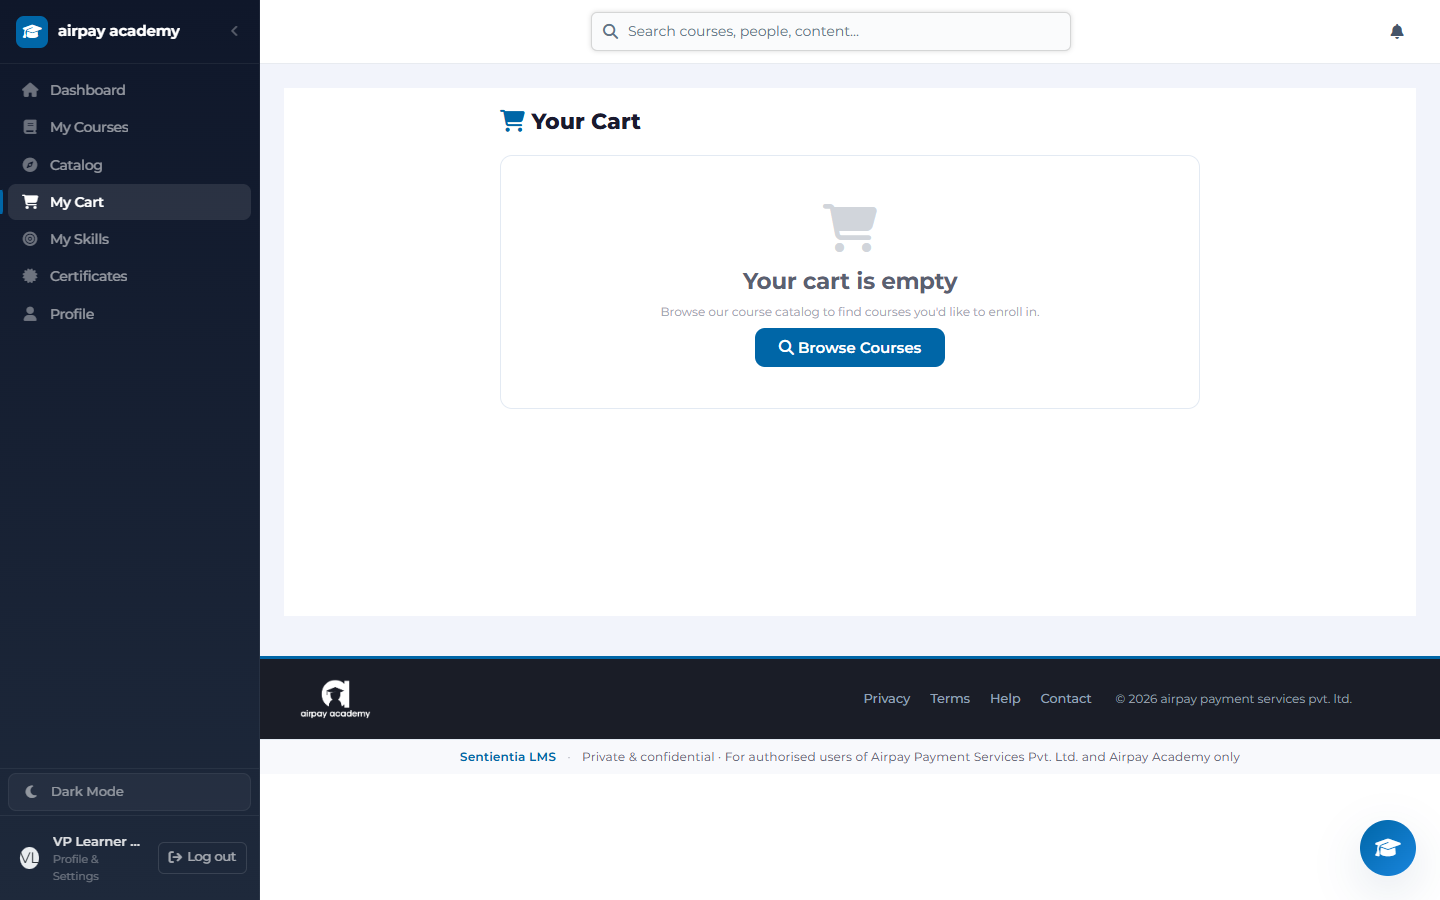 airpay academy
Search courses, people, content...
Dashboard
My Courses
Catalog
My Cart
My Skills
Certificates
Profile
Your Cart
Your cart is empty
Browse our course catalog to find courses you'd like to enroll in.
Browse Courses
airpay academy
Privacy
Terms
Help
Contact
© 2026 airpay payment services pvt. ltd.
Sentientia LMS · Private & confidential · For authorised users of Airpay Payment Services Pvt. Ltd. and Airpay Academy only
Dark Mode
VL
VP Learner ...
Profile &
Settings
Log out